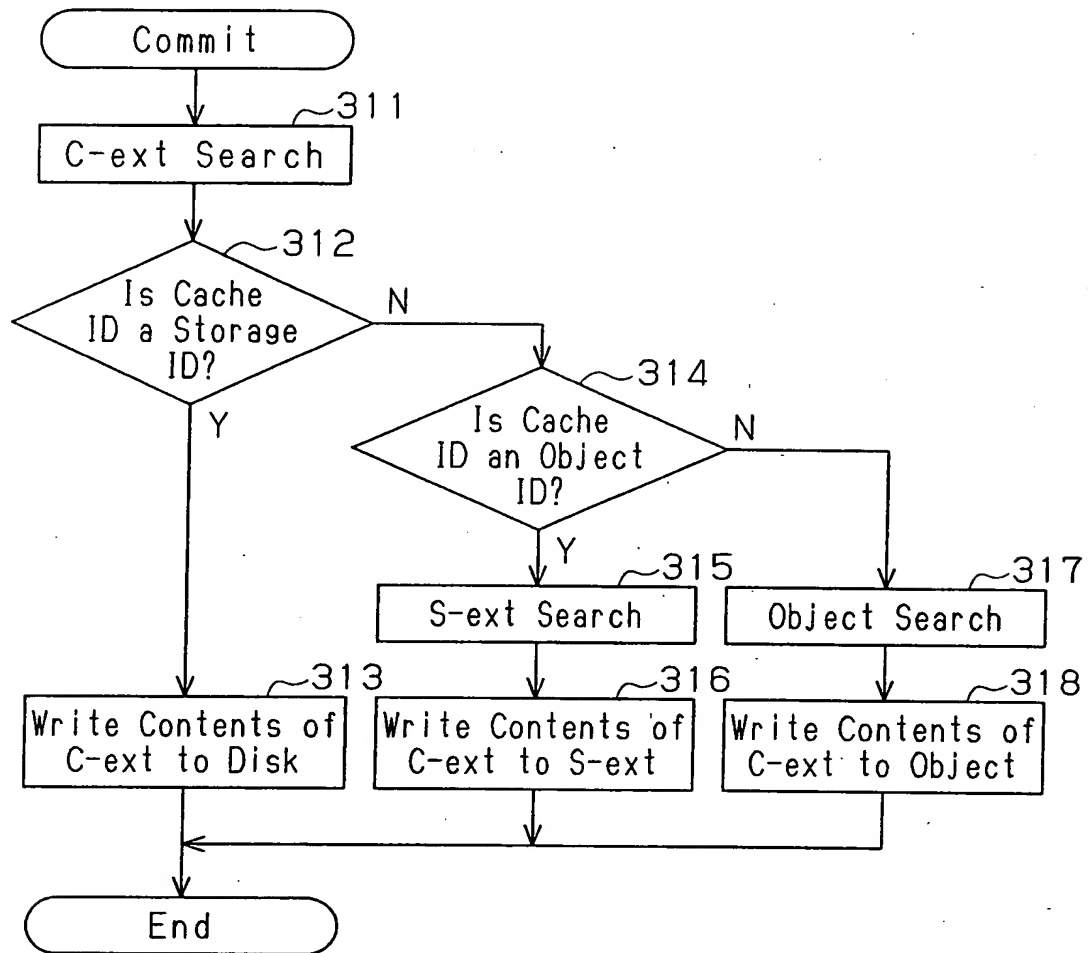 Commit
311
C-ext Search
312
Is Cache
ID a Storage
ID?
N
Y
314
Is Cache
ID an Object
ID?
N
Y
315
S-ext Search
317
Object Search
313
Write Contents of
C-ext to Disk
316
Write Contents of
C-ext to S-ext
318
Write Contents of
C-ext to Object
End